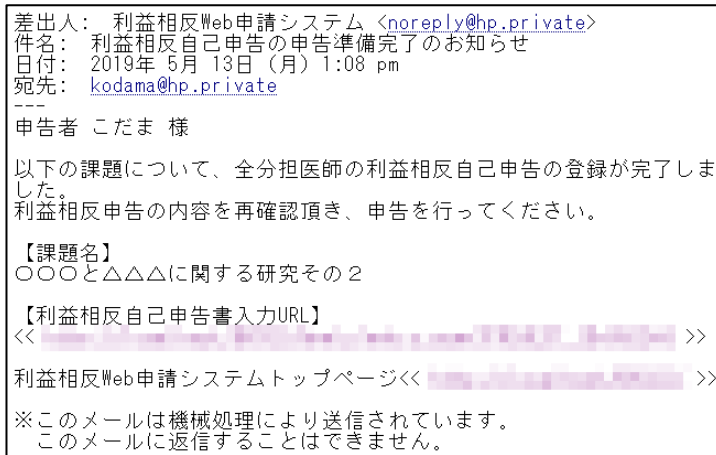 差出人: 利益相反Web申請システム <noreply@hp.private>
件名: 利益相反自己申告の申告準備完了のお知らせ
日付: 2019年 5月 13日 (月) 1:08 pm
宛先: kodama@hp.private
---
申告者 こだま 様
以下の課題について、全分担医師の利益相反自己申告の登録が完了しま
した。
利益相反申告の内容を再確認頂き、申告を行ってください。
【課題名】
○○○と△△△に関する研究その2
【利益相反自己申告書入力URL】
<< >>
利益相反Web申請システムトップページ<< >>
※このメールは機械処理により送信されています。
このメールに返信することはできません。